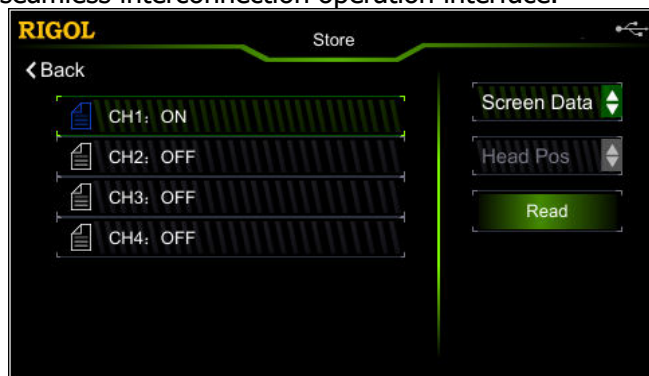 seamless interconnection operation interface.
RIGOL
Store
Back
CH1: ON
CH2: OFF
CH3: OFF
CH4: OFF
Screen Data
Head Pos
Read